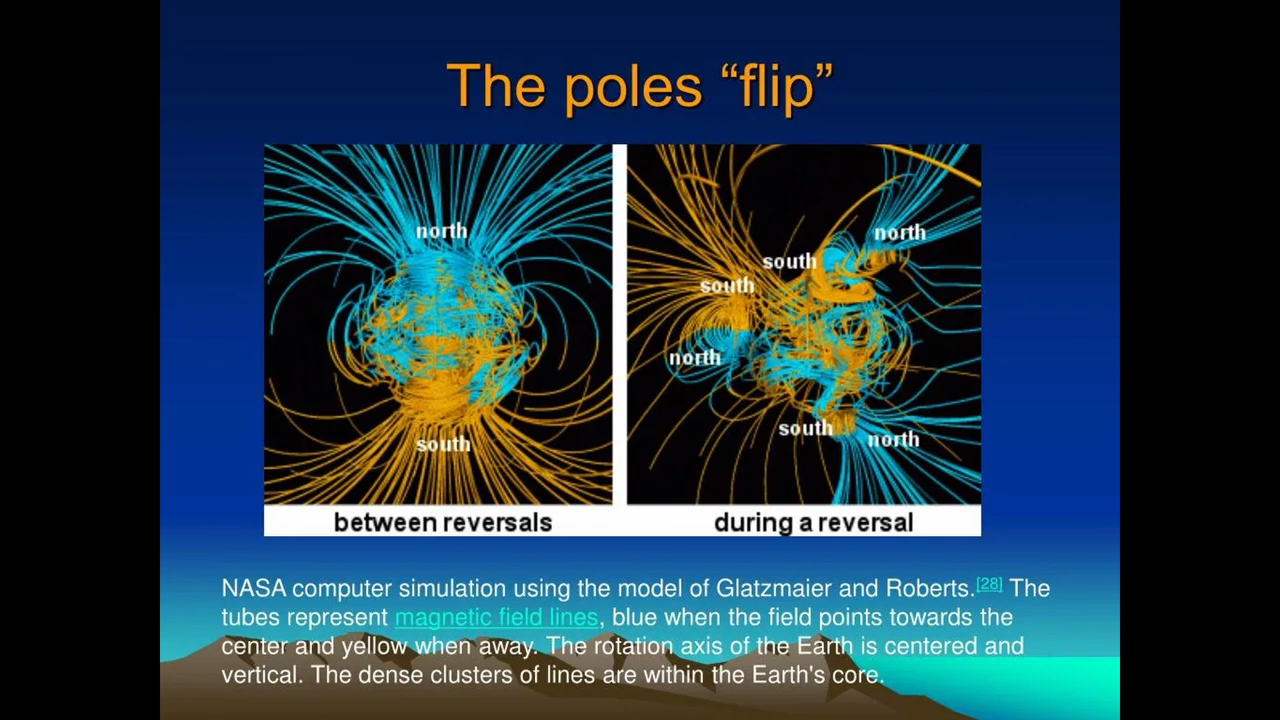 The poles “flip”
north
south
between reversals
north
south
south
north
south
north
during a reversal
NASA computer simulation using the model of Glatzmaier and Roberts.[28] The
tubes represent magnetic field lines, blue when the field points towards the
center and yellow when away. The rotation axis of the Earth is centered and
vertical. The dense clusters of lines are within the Earth's core.